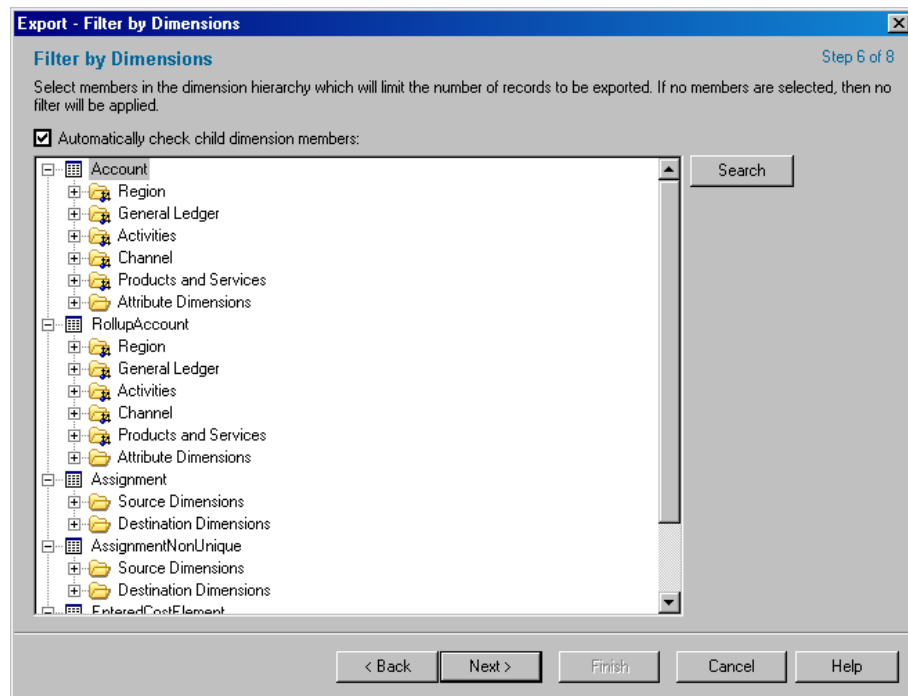 Export - Filter by Dimensions
Filter by Dimensions
Step 6 of 8
Select members in the dimension hierarchy which will limit the number of records to be exported. If no members are selected, then no
filter will be applied.
Automatically check child dimension members:
Account
Search
Region
General Ledger
Activities
Channel
Products and Services
Attribute Dimensions
RollupAccount
Region
General Ledger
Activities
Channel
Products and Services
Attribute Dimensions
Assignment
Source Dimensions
Destination Dimensions
AssignmentNonUnique
Source Dimensions
Destination Dimensions
EnteredCostElement
< Back
Next >
Finish
Cancel
Help